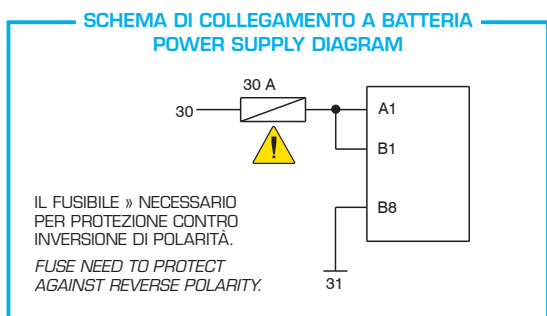 SCHEMA DI COLLEGAMENTO A BATTERIA
POWER SUPPLY DIAGRAM
30 A
30
A1
!
B1
B8
IL FUSIBILE » NECESSARIO
PER PROTEZIONE CONTRO
INVERSIONE DI POLARITÀ.
FUSE NEED TO PROTECT
AGAINST REVERSE POLARITY.
31